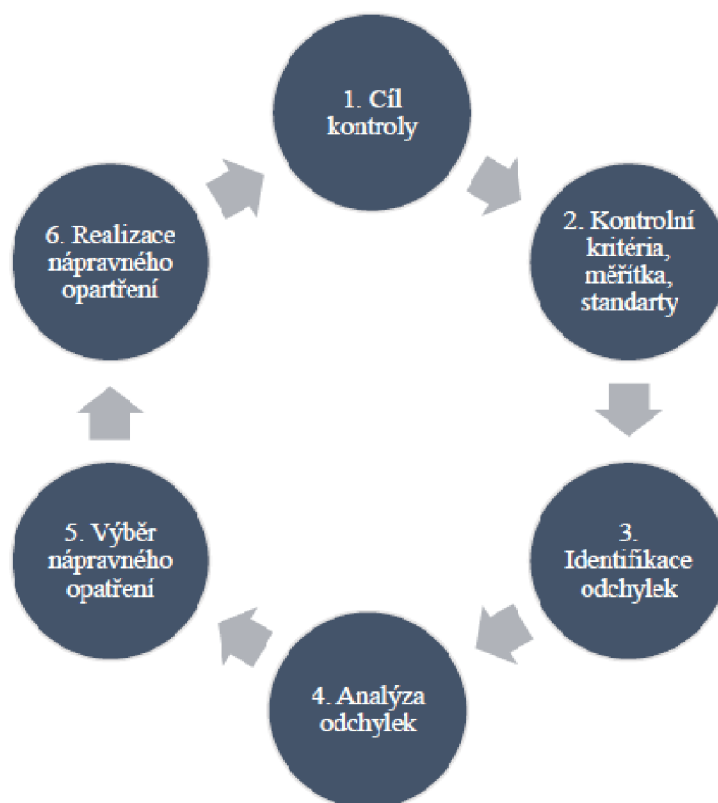 1. Cíl
kontroly
2. Kontrolní
kritéria,
měřítka,
standarty
3.
Identifikace
odchylek
4. Analýza
odchylek
5. Výběr
nápravného
opatření
6. Realizace
nápravného
opartření